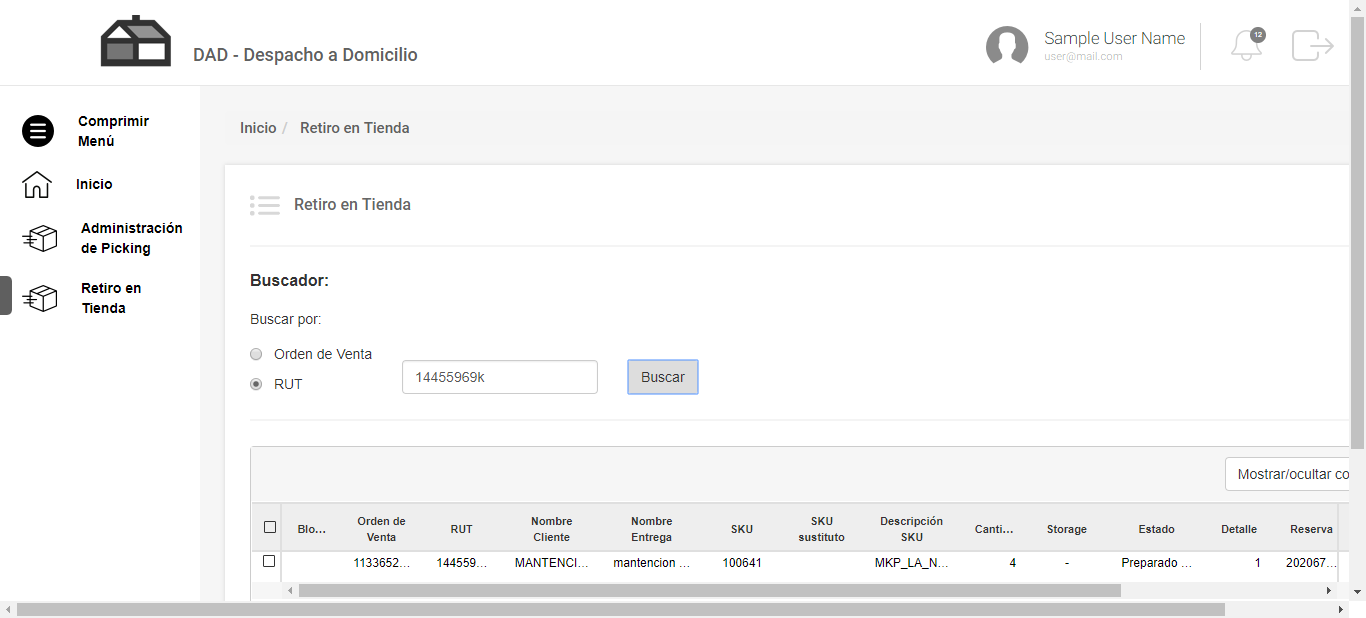 DAD - Despacho a Domicilio
Sample User Name
user@mail.com
12
Comprimir
Menú
Inicio
Administración
de Picking
Retiro en
Tienda
Inicio / Retiro en Tienda
Retiro en Tienda
Buscador:
Buscar por:
Orden de Venta
RUT
14455969k
Buscar
Mostrar/ocultar co
Blo... Orden de Venta RUT Nombre Cliente Nombre Entrega SKU SKU sustituto Descripción SKU Canti... Storage Estado Detalle Reserva
1133652... 144559... MANTENCI... mantencion ... 100641 MKP_LA_N... 4 - Preparado ... 1 202067...